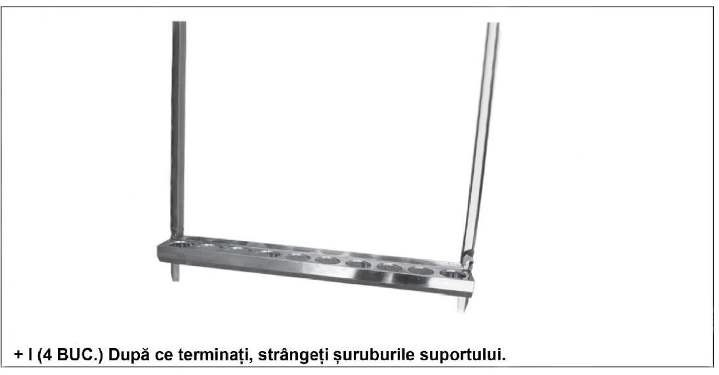 + I (4 BUC.) După ce terminați, strângeți șuruburile suportului.